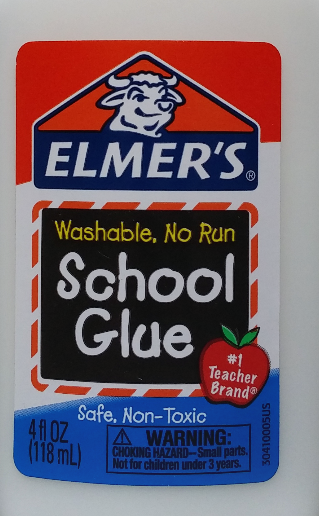 ELMER'S®
Washable, No Run
School
Glue
#1
Teacher
Brand®
Safe, Non-Toxic
4 fl OZ
(118 mL)
WARNING:
CHOKING HAZARD--Small parts.
Not for children under 3 years.
30410005US